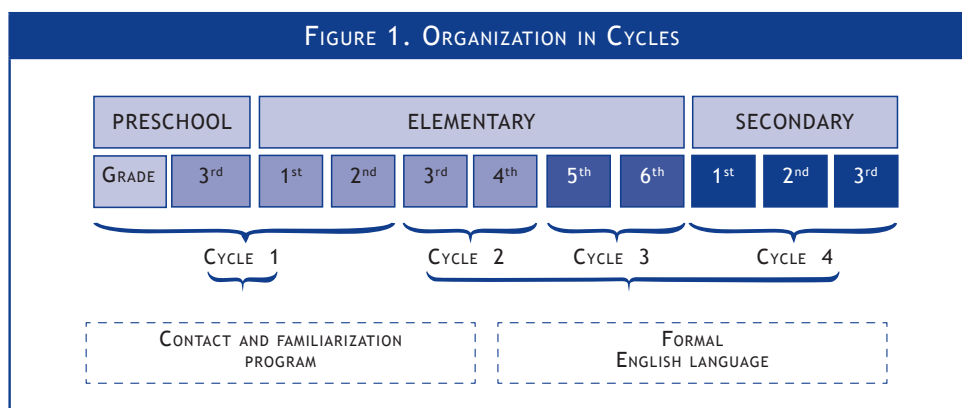 FIGURE 1. ORGANIZATION IN CYCLES
PRESCHOOL ELEMENTARY SECONDARY
GRADE 3rd 1st 2nd 3rd 4th 5th 6th 1st 2nd 3rd
CYCLE 1 CYCLE 2 CYCLE 3 CYCLE 4
CONTACT AND FAMILIARIZATION
PROGRAM
FORMAL
ENGLISH LANGUAGE